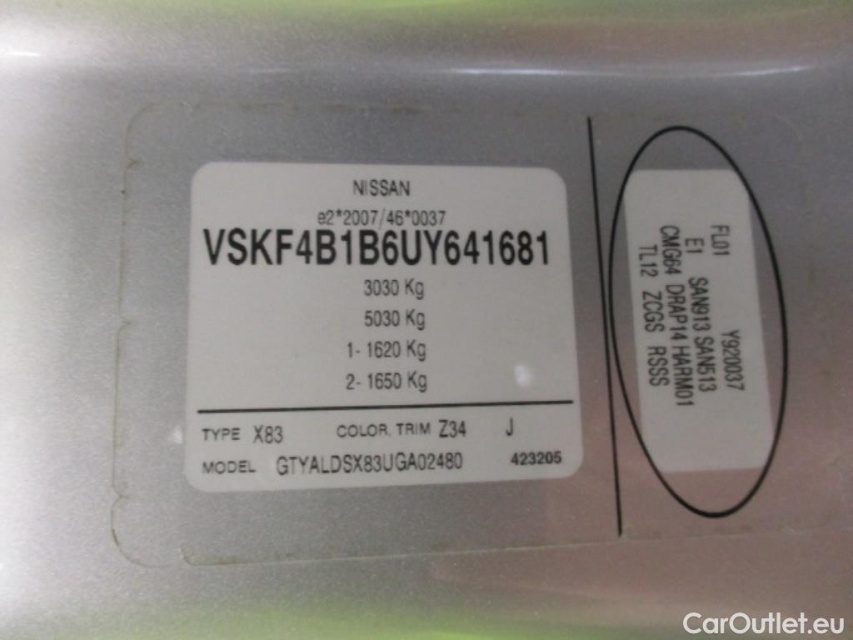 NISSAN
e2*2007/46*0037
VSKF4B1B6UY641681
3030 Kg
5030 Kg
1- 1620 Kg
2- 1650 Kg
TYPE X83 COLOR, TRIM Z34 J
MODEL GTYALDSX83UGA02480 423205
FL01 Y920037
E1 SAN913 SAN513
CMG64 DRAP14 HARM01
TL12 ZCGS RSSS
CarOutlet.eu